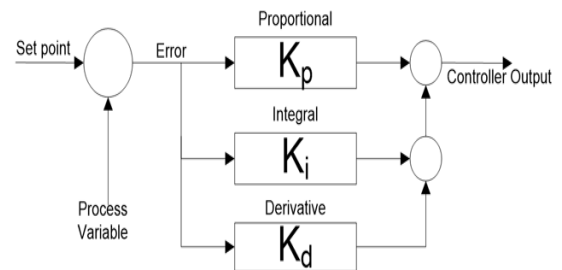 Proportional
Set point
Error
Kp
Controller Output
Integral
Ki
Process
Variable
Derivative
Kd